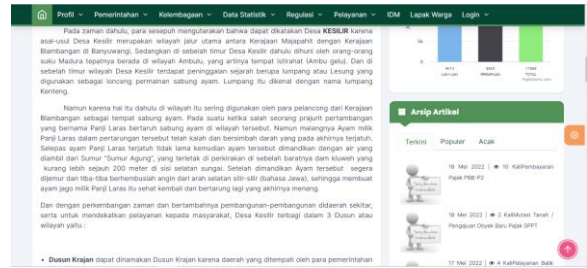 Profil Pemerintahan Kelembagaan Data Statistik Regulasi Pelayanan IDM Lapak Warga Login
Pada zaman dahulu, para sesepuh mengutarakan bahwa dapat dikatakan Desa KESILIR karena
asal-usul Desa Kesilir merupakan wilayah jalur utama antara Kerajaan Majapahit dengan Kerajaan
Blambangan di Banyuwangi. Sedangkan di sebelah timur Desa Kesilir dahulu dihuni oleh orang-orang
suku Madura tepatnya berada di wilayah Ambulu, yang artinya tempat istirahat (Ambu gelu). Dan di
sebelah timur wilayah Desa Kesilir terdapat peninggalan sejarah berupa lumpang atau Lesung yang
digunakan sebagai lonceng permainan sabung ayam. Lumpang itu dikenal dengan nama lumpang
Kenteng.
Namun karena hal itu dahulu di wilayah itu sering digunakan oleh para pelancong dari Kerajaan
Blambangan sebagai tempat sabung ayam. Pada suatu ketika salah seorang prajurit pertambangan
yang bernama Panji Laras bertaruh sabung ayam di wilayah tersebut. Namun malangnya Ayam milik
Panji Laras dalam pertarungan tersebut telah kalah dan bersimbah darah yang pada akhirnya terjatuh.
Selepas ayam Panji Laras terjatuh tidak lama kemudian ayam tersebut dimandikan dengan air yang
diambil dari Sumur "Sumur Agung", yang terletak di perkirakan di sebelah baratnya dam kluweh yang
kurang lebih sejauh 200 meter di sisi selatan sungai. Setelah dimandikan Ayam tersebut segera
dijemur dan tiba-tiba berhembuslah angin dari arah selatan silir-silir (bahasa Jawa), sehingga membuat
ayam jago milik Panji Laras itu sehat kembali dan bertarung lagi yang akhirnya menang.
Dan dengan perkembangan zaman dan bertambahnya pembangunan-pembangunan didaerah sekitar,
serta untuk mendekatkan pelayanan kepada masyarakat, Desa Kesilir terbagi dalam 3 Dusun atau
wilayah yaitu :
• Dusun Krajan dapat dinamakan Dusun Krajan karena daerah yang ditempati oleh para pemerintahan
TOTAL
Arsip Artikel
Terkini Populer Acak
18 Mei 2022 | 10 KaliPembayaran
Pajak PBB-P2
18 Mei 2022 | 2 KaliMutasi Tanah /
Pengajuan Obyek Baru Pajak SPPT
17 Mei 2022 | 4 KaliPelayanan Balik